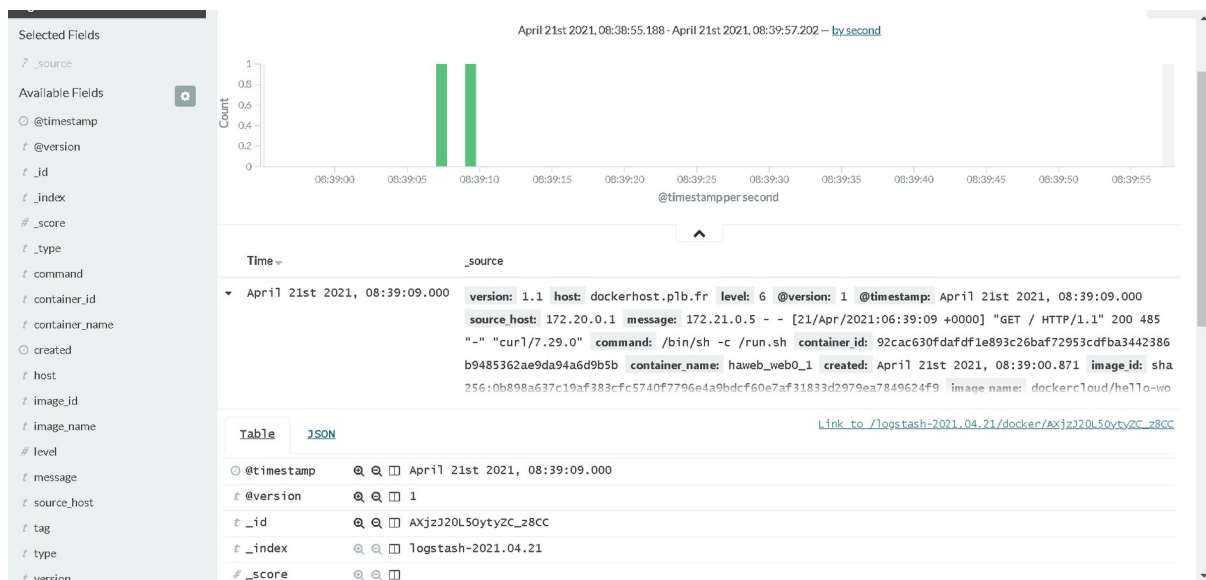 Selected Fields
? _source
Available Fields
@timestamp
t @version
t _id
t _index
# _score
t _type
t command
t container_id
t container_name
created
t host
t image_id
t image_name
# level
t message
t source_host
t tag
t type
t version
April 21st 2021, 08:38:55.188 - April 21st 2021, 08:39:57.202 — by second
Count
1
0.8
0.6
0.4
0.2
0
08:39:00 08:39:05 08:39:10 08:39:15 08:39:20 08:39:25 08:39:30 08:39:35 08:39:40 08:39:45 08:39:50 08:39:55
@timestamp per second
Time _source
April 21st 2021, 08:39:09.000
version: 1.1 host: dockerhost.plb.fr level: 6 @version: 1 @timestamp: April 21st 2021, 08:39:09.000
source_host: 172.20.0.1 message: 172.21.0.5 - - [21/Apr/2021:06:39:09 +0000] "GET / HTTP/1.1" 200 485
"-" "curl/7.29.0" command: /bin/sh -c /run.sh container_id: 92cac630fdafdf1e893c26baf72953cdfba3442386
b9485362ae9da94a6d9b5b container_name: haweb_web0_1 created: April 21st 2021, 08:39:00.871 image_id: sha
256:0b898a637c19af383cfc5740f7796e4a9bdcf60e7af31833d2979ea7849624f9 image_name: dockercloud/hello-wo
Table JSON
Link to /logstash-2021.04.21/docker/AXjzJ20L5OytyZC_z8CC
@timestamp April 21st 2021, 08:39:09.000
t @version 1
t _id AXjzJ20L5OytyZC_z8CC
t _index logstash-2021.04.21
# _score